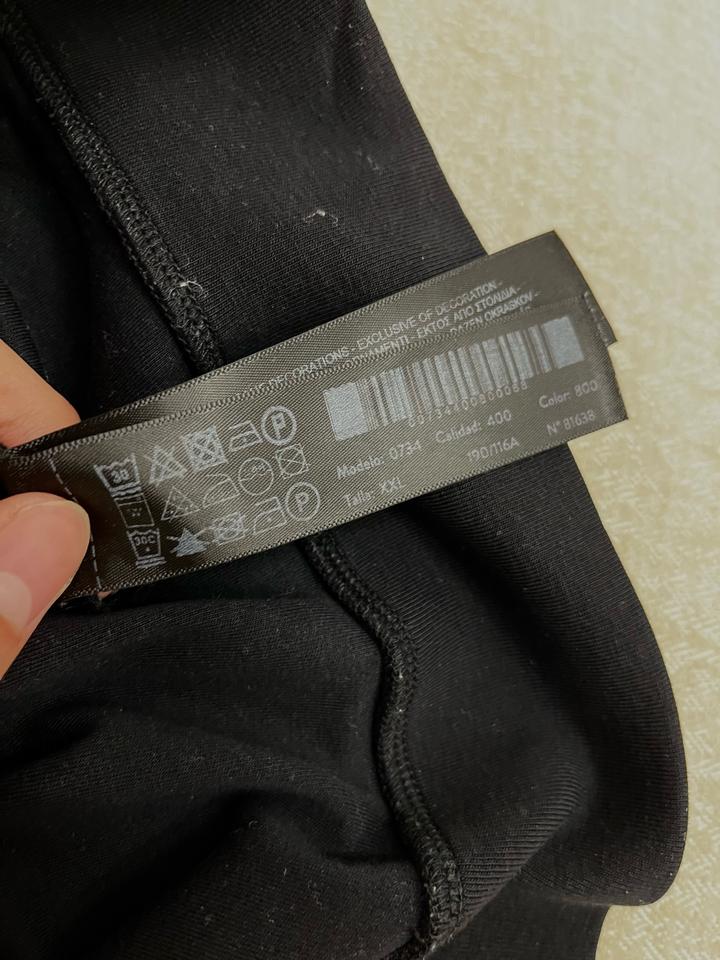 DECORATIONS - EXCLUSIVE OF DECORATION -
ΕΚΤΟΣ ΑΠΟ ΣΤΟΛΙΔΙΑ -
OKRASKOV -
Modelo: 0734 Calidad: 400 Color: 800
Talla: XXL 190/116A Nº 81638
30 P
30C P